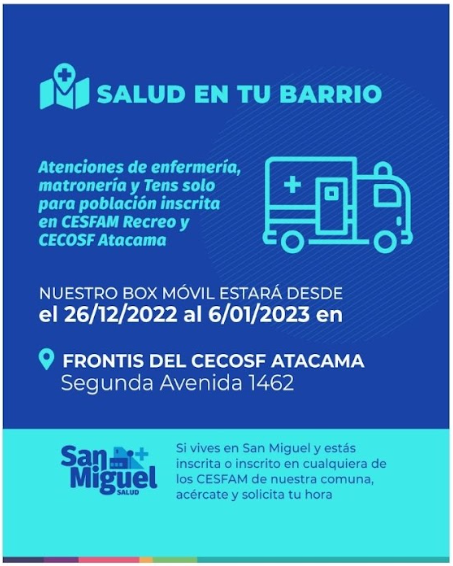 SALUD EN TU BARRIO
Atenciones de enfermería,
matronería y Tens solo
para población inscrita
en CESFAM Recreo y
CECOSF Atacama
NUESTRO BOX MÓVIL ESTARÁ DESDE
el 26/12/2022 al 6/01/2023 en
FRONTIS DEL CECOSF ATACAMA
Segunda Avenida 1462
San
Miguel
SALUD
Si vives en San Miguel y estás
inscrita o inscrito en cualquiera de
los CESFAM de nuestra comuna,
acércate y solicita tu hora